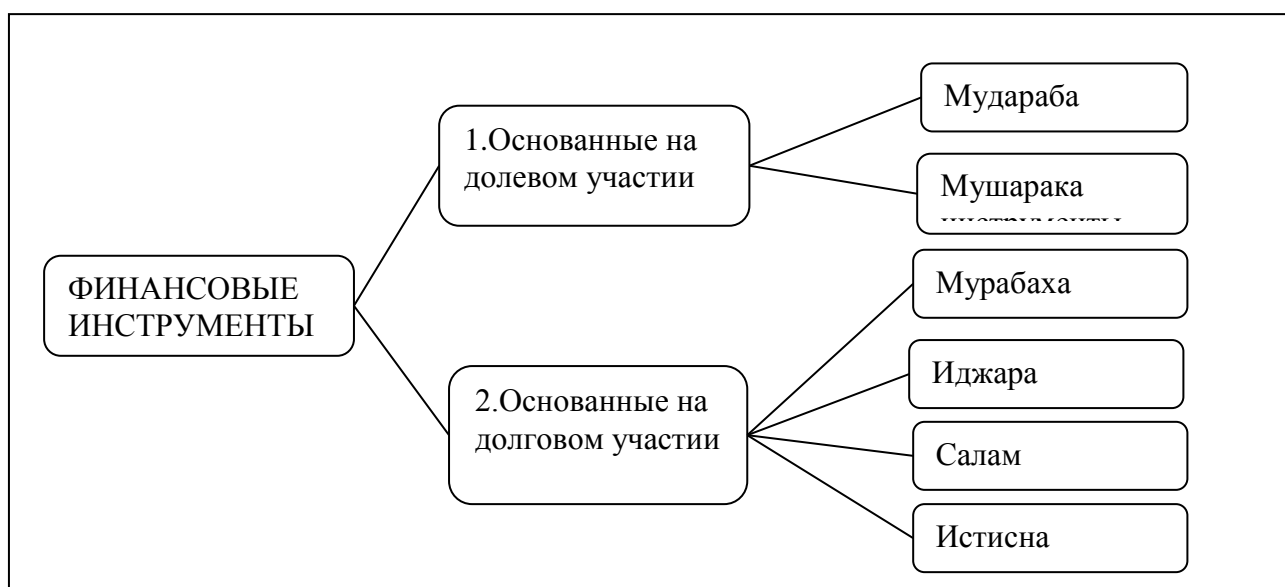 ФИНАНСОВЫЕ
ИНСТРУМЕНТЫ
1.Основанные на
долевом участии
Мудараба
Мушарака
2.Основанные на
долговом участии
Мурабаха
Иджара
Салам
Истисна